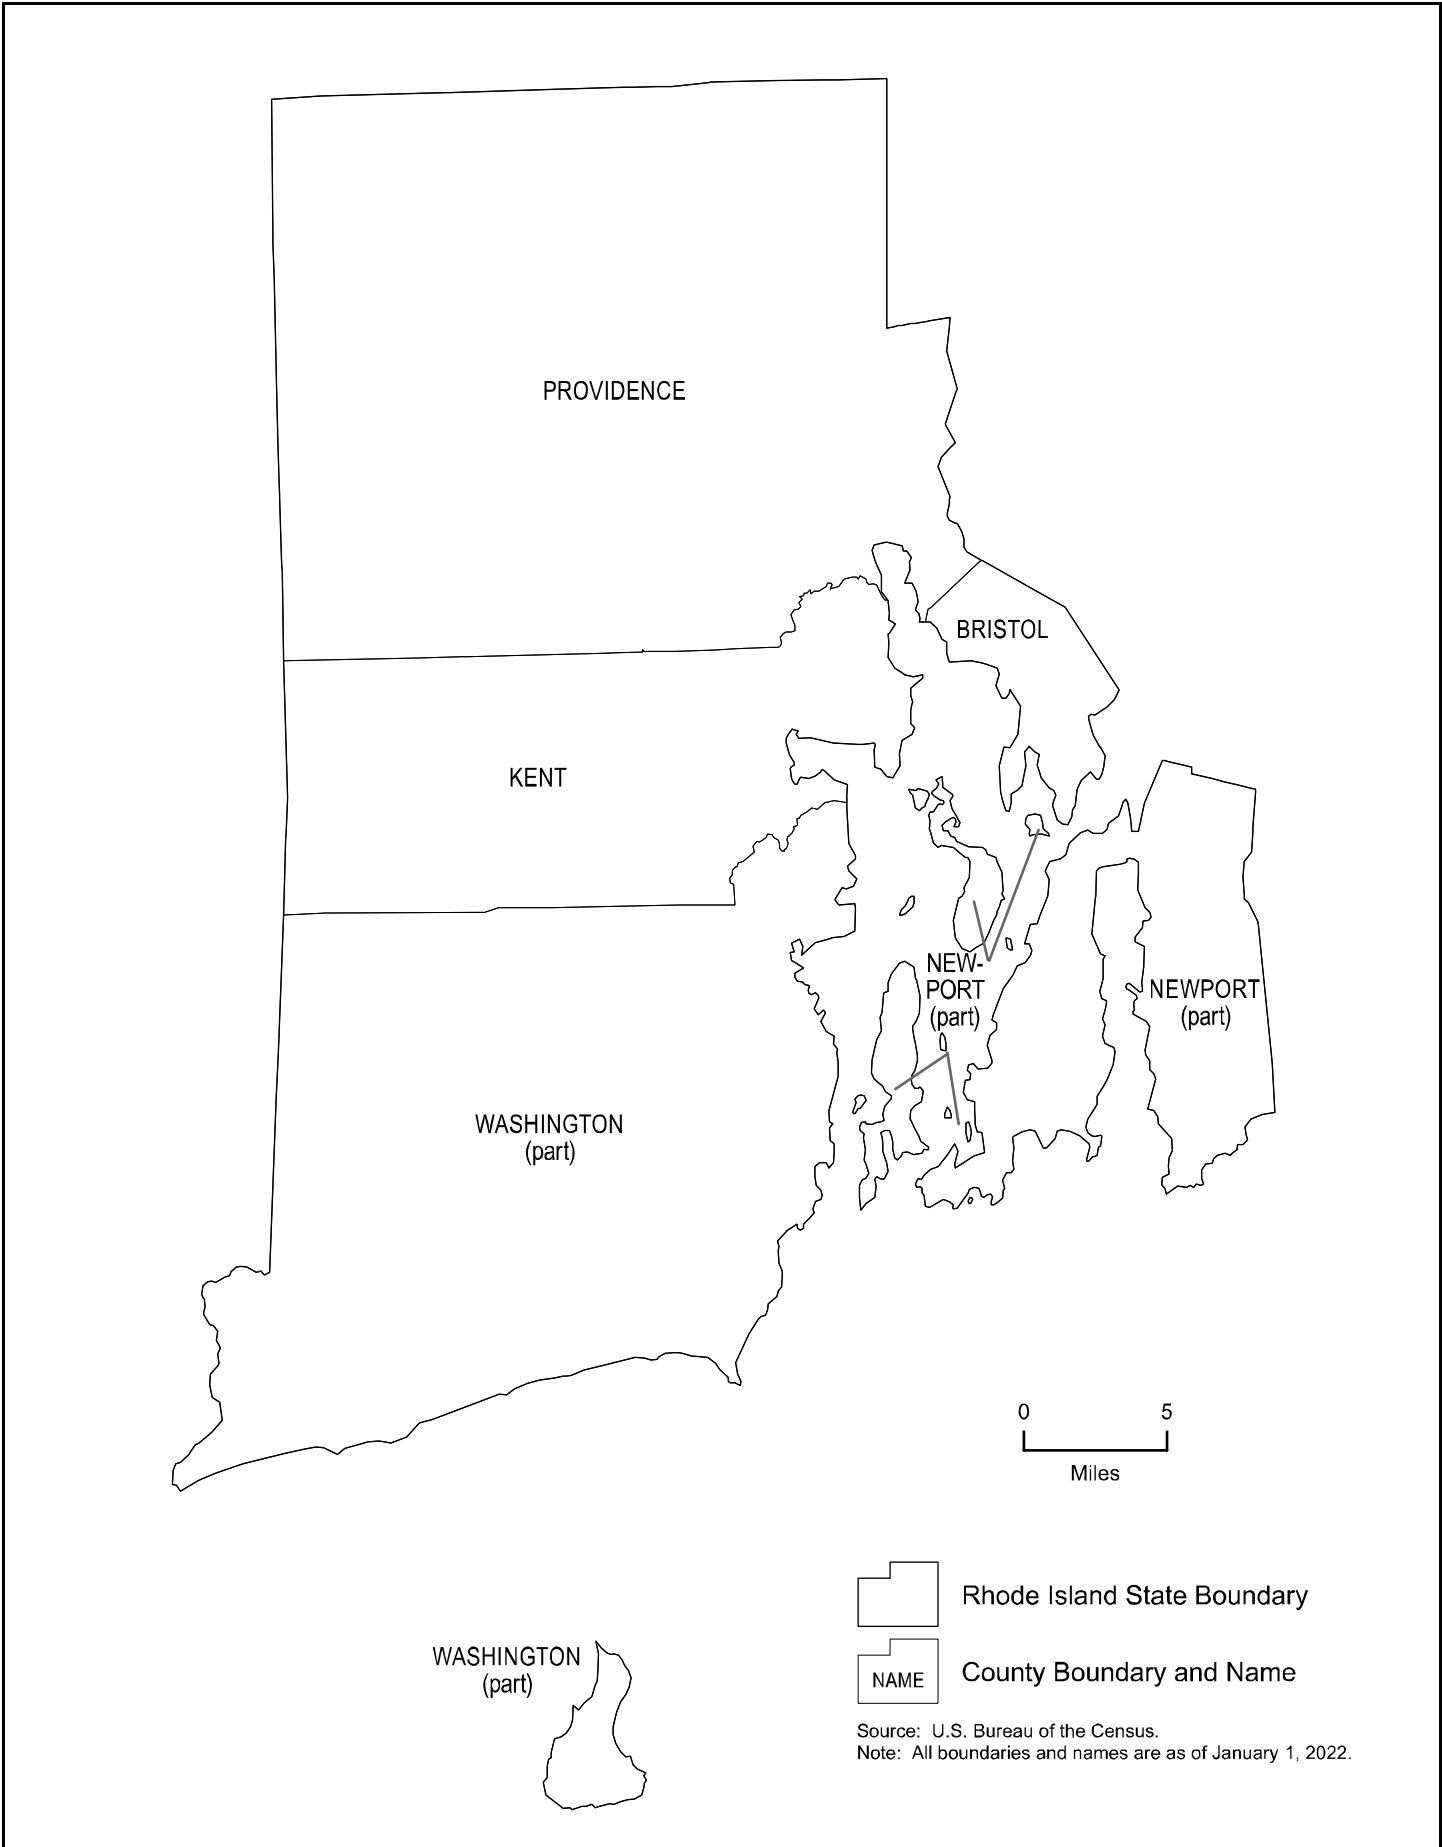 PROVIDENCE
BRISTOL
KENT
NEW-
PORT
(part)
NEWPORT
(part)
WASHINGTON
(part)
0 5
Miles
Rhode Island State Boundary
NAME
County Boundary and Name
WASHINGTON
(part)
Source: U.S. Bureau of the Census.
Note: All boundaries and names are as of January 1, 2022.